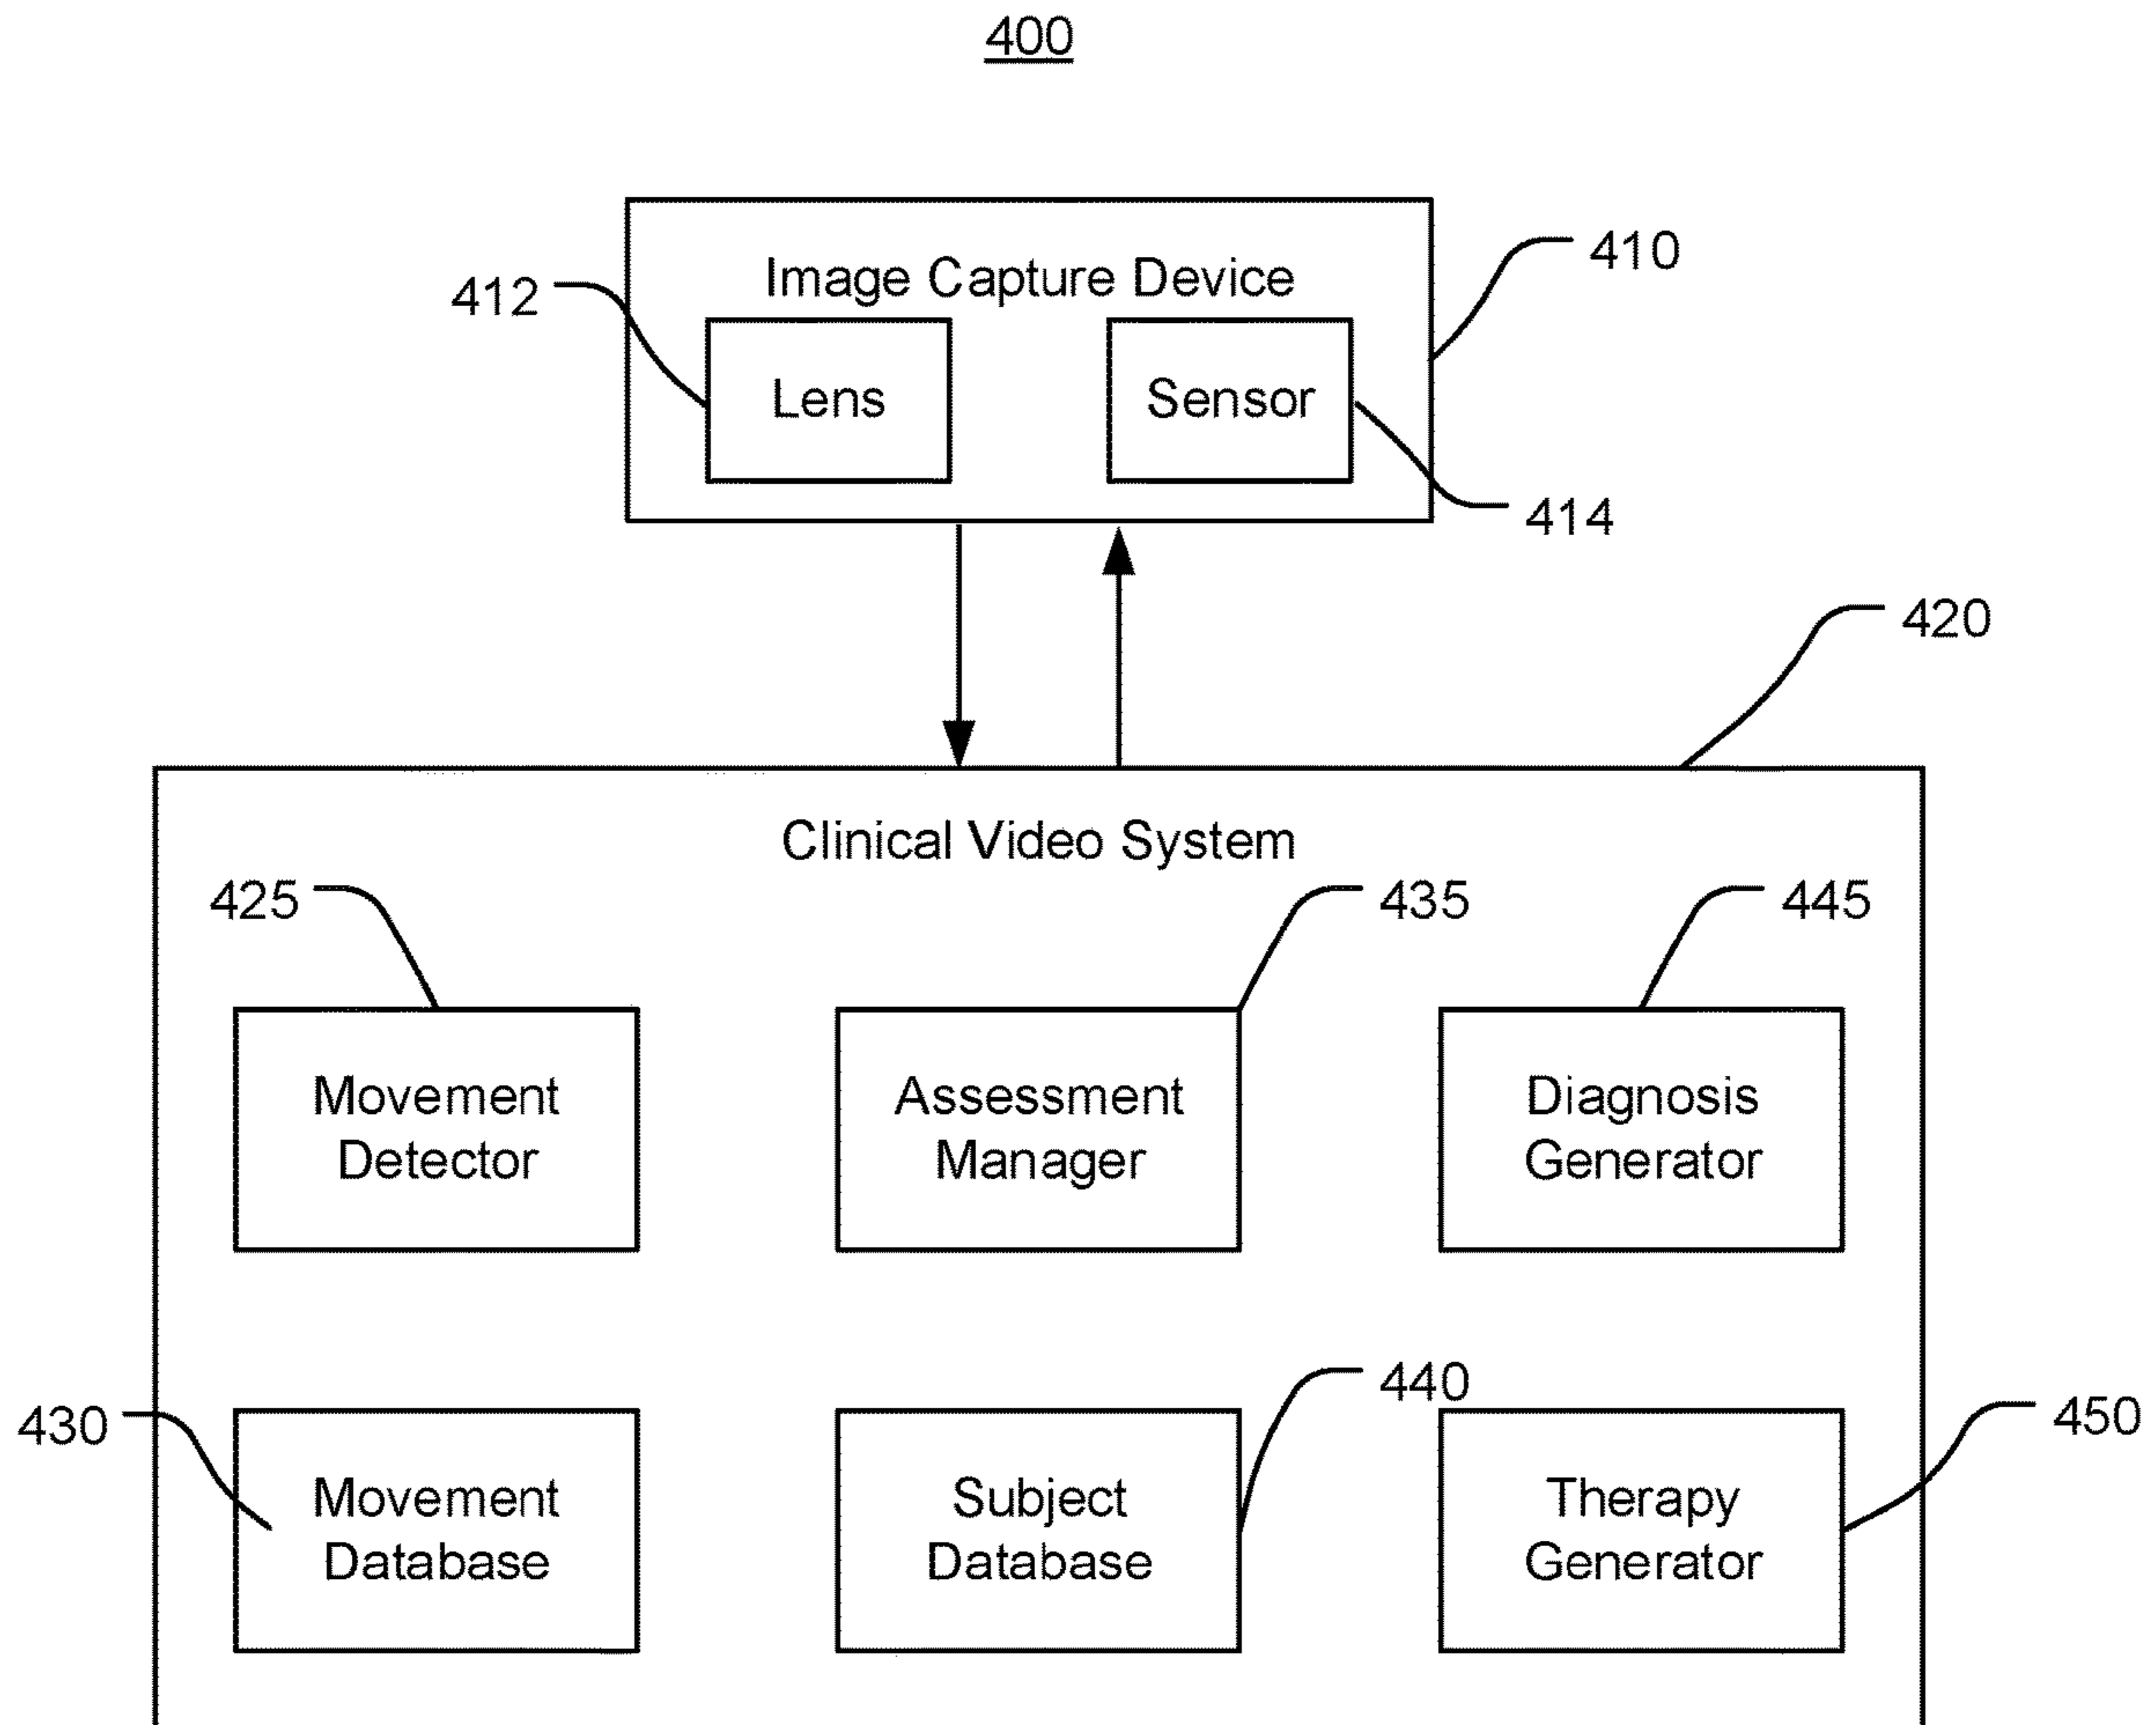 400
Image Capture Device
410
412
Lens
Sensor
414
420
Clinical Video System
425
435
445
Movement
Detector
Assessment
Manager
Diagnosis
Generator
430
440
450
Movement
Database
Subject
Database
Therapy
Generator